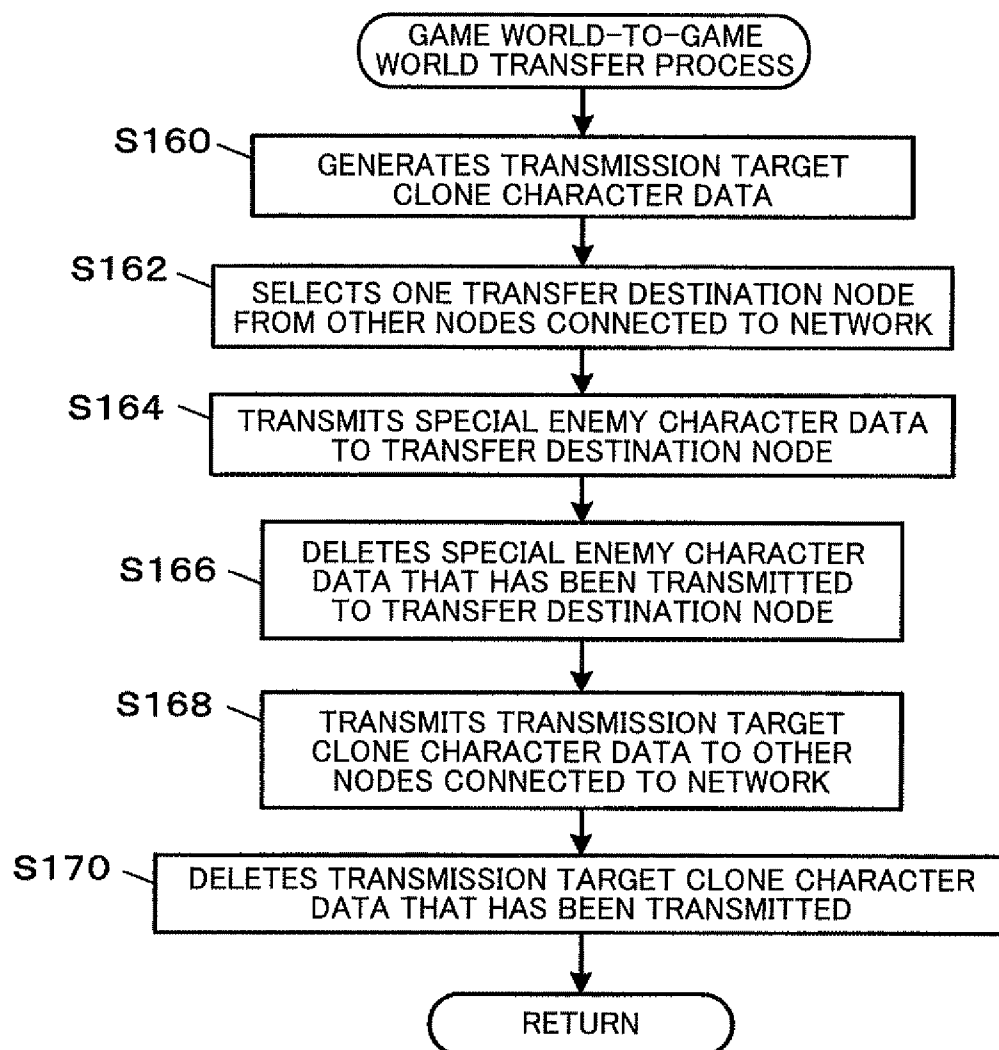 GAME WORLD-TO-GAME
WORLD TRANSFER PROCESS
S160
GENERATES TRANSMISSION TARGET
CLONE CHARACTER DATA
S162
SELECTS ONE TRANSFER DESTINATION NODE
FROM OTHER NODES CONNECTED TO NETWORK
S164
TRANSMITS SPECIAL ENEMY CHARACTER DATA
TO TRANSFER DESTINATION NODE
S166
DELETES SPECIAL ENEMY CHARACTER
DATA THAT HAS BEEN TRANSMITTED
TO TRANSFER DESTINATION NODE
S168
TRANSMITS TRANSMISSION TARGET
CLONE CHARACTER DATA TO OTHER
NODES CONNECTED TO NETWORK
S170
DELETES TRANSMISSION TARGET CLONE CHARACTER
DATA THAT HAS BEEN TRANSMITTED
RETURN